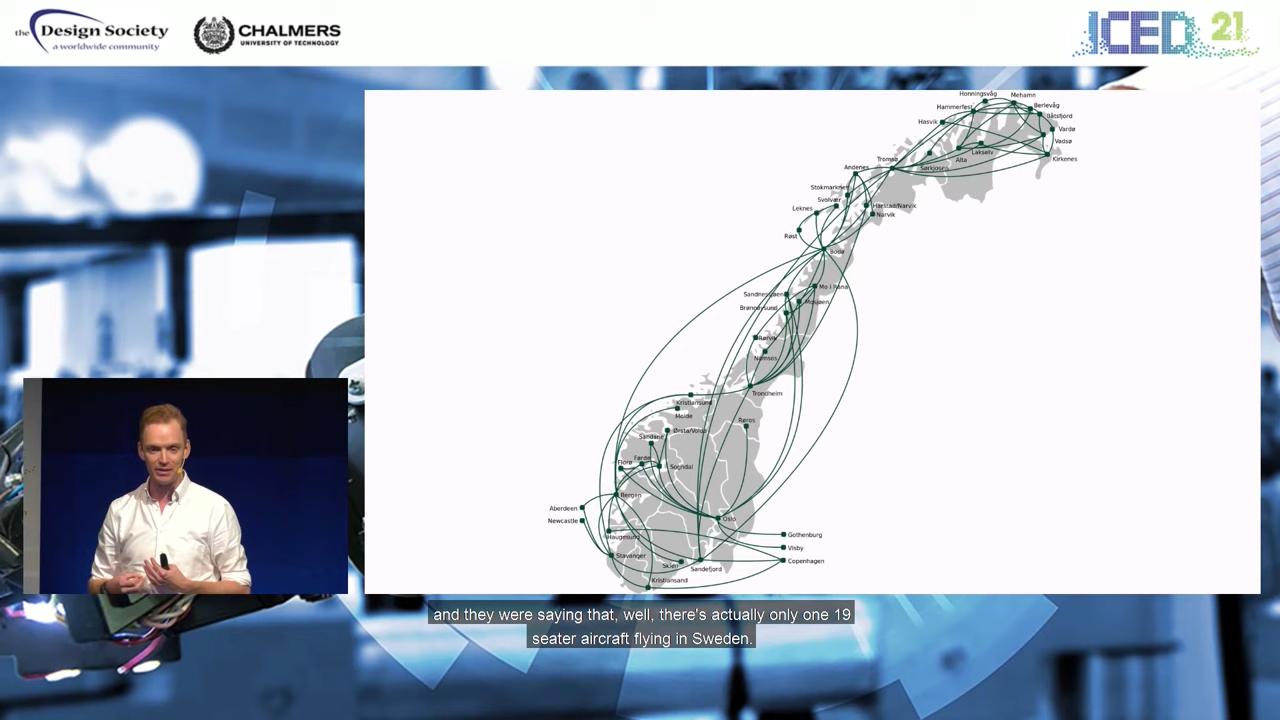 the Design Society
a worldwide community
CHALMERS
UNIVERSITY OF TECHNOLOGY
ICED 21
Honningsvåg
Mehamn
Hammerfest
Berlevåg
Båtsfjord
Hasvik
Vardø
Vadsø
Lakselv
Tromsø
Alta
Kirkenes
Sørkjosen
Andenes
Stokmarknes
Svolvær
Harstad/Narvik
Leknes
Narvik
Røst
Bodø
Mo i Rana
Sandnessjøen
Mosjøen
Brønnøysund
Rørvik
Namsos
Trondheim
Kristiansund
Molde
Røros
Ørsta/Volda
Sandane
Førde
Florø
Sogndal
Bergen
Aberdeen
Newcastle
Oslo
Haugesund
Gothenburg
Visby
Stavanger
Skien
Copenhagen
Sandefjord
Kristiansand
and they were saying that, well, there's actually only one 19
seater aircraft flying in Sweden.